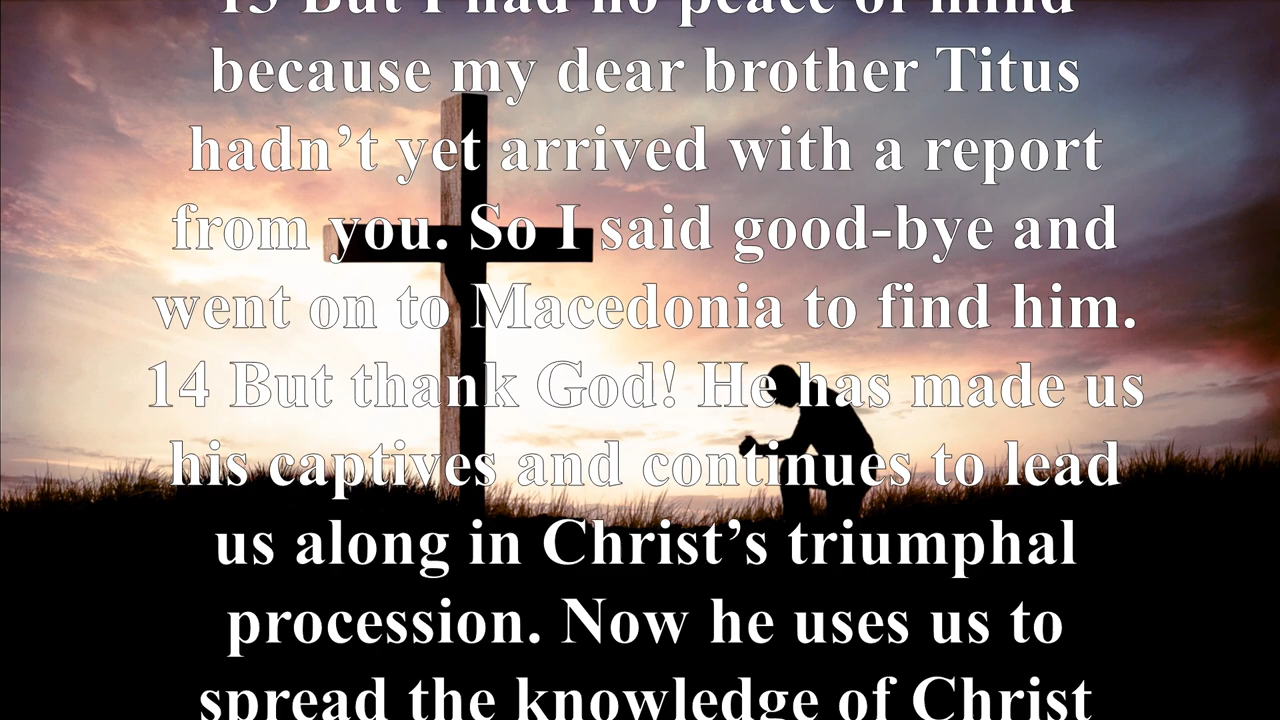 13 But I had no peace of mind
because my dear brother Titus
hadn’t yet arrived with a report
from you. So I said good-bye and
went on to Macedonia to find him.
14 But thank God! He has made us
his captives and continues to lead
us along in Christ’s triumphal
procession. Now he uses us to
spread the knowledge of Christ